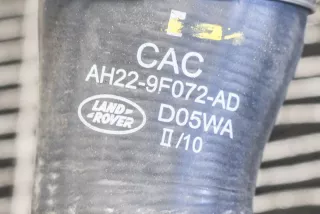 CAC
AH22-9F072-AD
LAND
ROVER
D05WA
II/10